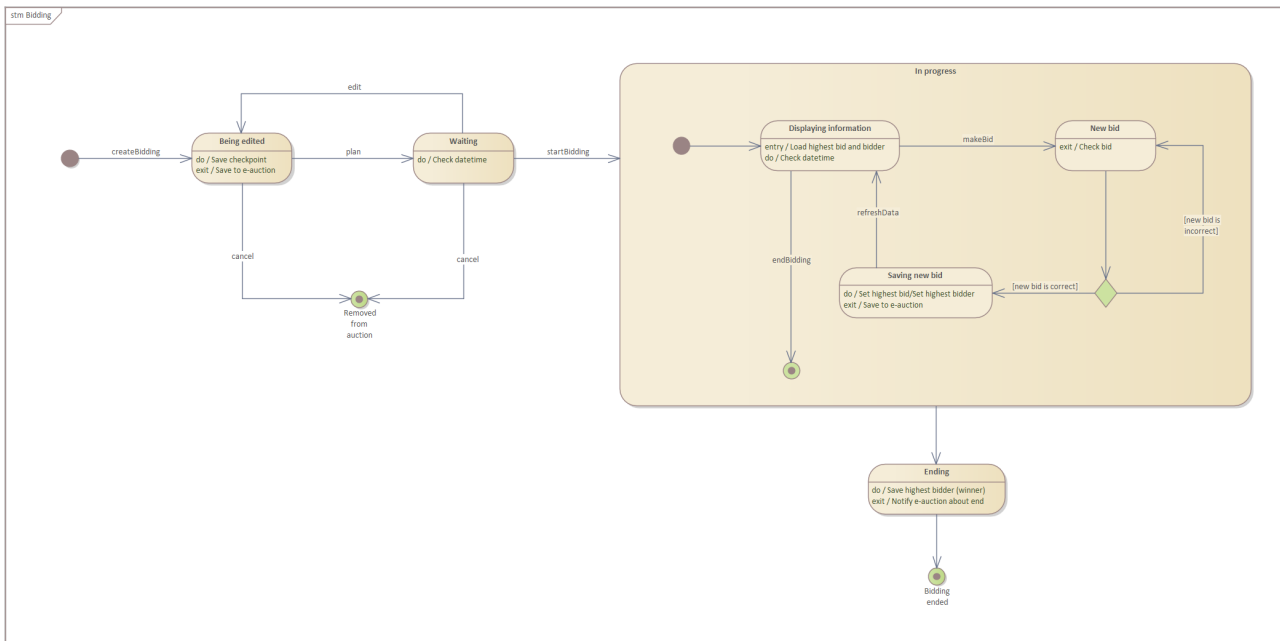 stm Bidding
In progress
edit
Being edited
do / Save checkpoint
exit / Save to e-auction
Waiting
do / Check datetime
createBidding
plan
startBidding
cancel
cancel
Removed
from
auction
Displaying information
entry / Load highest bid and bidder
do / Check datetime
makeBid
New bid
exit / Check bid
refreshData
[new bid is
incorrect]
endBidding
Saving new bid
do / Set highest bid/Set highest bidder
exit / Save to e-auction
[new bid is correct]
Ending
do / Save highest bidder (winner)
exit / Notify e-auction about end
Bidding
ended